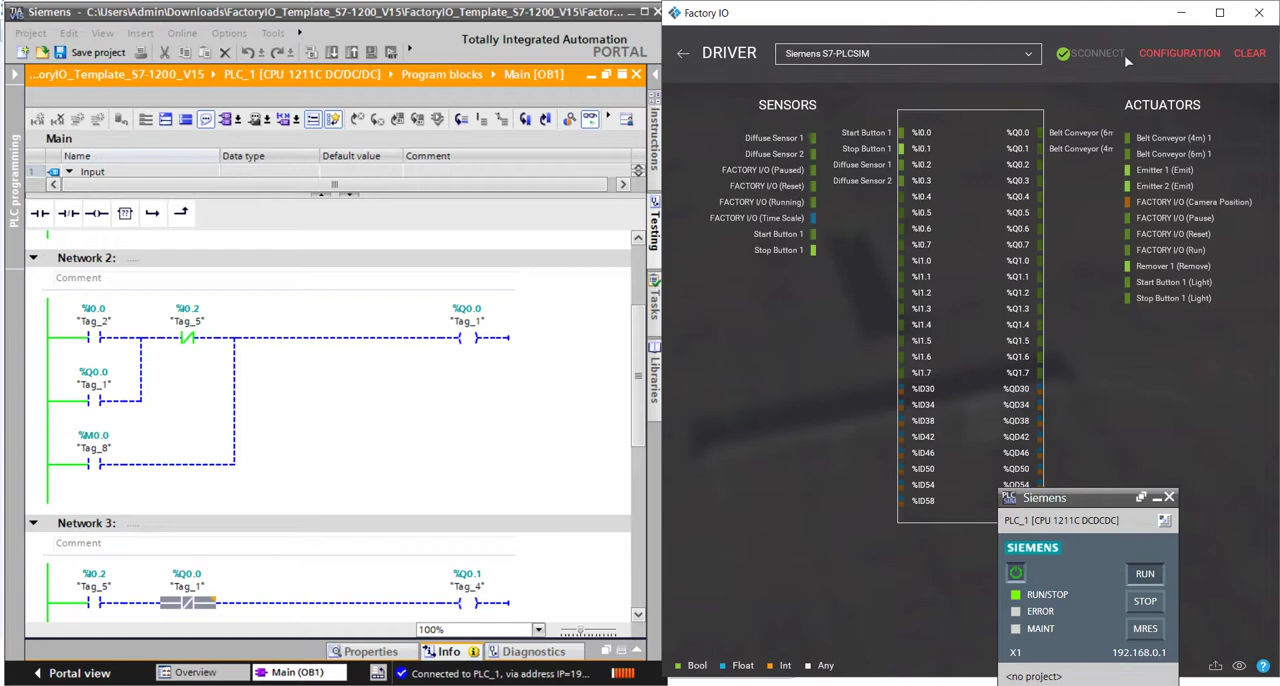 Siemens - C:\Users\Admin\Downloads\FactoryIO_Template_S7-1200_V15\FactoryIO_Template_S7-1200_V15\Factor...
Project Edit View Insert Online Options Tools
Totally Integrated Automation
PORTAL
Save project
...oryIO_Template_S7-1200_V15 PLC_1 [CPU 1211C DC/DC/DC] Program blocks Main [OB1]
PLC programming
Main
Name Data type Default value Comment
1 Input
Network 2:
Comment
%I0.0 %I0.2 %Q0.0
"Tag_2" "Tag_5" "Tag_1"
%Q0.0
"Tag_1"
%M0.0
"Tag_8"
Network 3:
Comment
%I0.2 %Q0.0 %Q0.1
"Tag_5" "Tag_1" "Tag_4"
100%
Properties Info Diagnostics
Portal view Overview Main (OB1) Connected to PLC_1, via address IP=19...
Instructions
Testing
Tasks
Libraries
Factory IO
DRIVER Siemens S7-PLCSIM SCONNECT CONFIGURATION CLEAR
SENSORS
Diffuse Sensor 1
Diffuse Sensor 2
FACTORY I/O (Paused)
FACTORY I/O (Reset)
FACTORY I/O (Running)
FACTORY I/O (Time Scale)
Start Button 1
Stop Button 1
Start Button 1 %I0.0 %Q0.0 Belt Conveyor (6m
Stop Button 1 %I0.1 %Q0.1 Belt Conveyor (4m
Diffuse Sensor 1 %I0.2 %Q0.2
Diffuse Sensor 2 %I0.3 %Q0.3
%I0.4 %Q0.4
%I0.5 %Q0.5
%I0.6 %Q0.6
%I0.7 %Q0.7
%I1.0 %Q1.0
%I1.1 %Q1.1
%I1.2 %Q1.2
%I1.3 %Q1.3
%I1.4 %Q1.4
%I1.5 %Q1.5
%I1.6 %Q1.6
%I1.7 %Q1.7
%ID30 %QD30
%ID34 %QD34
%ID38 %QD38
%ID42 %QD42
%ID46 %QD46
%ID50 %QD50
%ID54 %QD54
%ID58
ACTUATORS
Belt Conveyor (4m) 1
Belt Conveyor (6m) 1
Emitter 1 (Emit)
Emitter 2 (Emit)
FACTORY I/O (Camera Position)
FACTORY I/O (Pause)
FACTORY I/O (Reset)
FACTORY I/O (Run)
Remover 1 (Remove)
Start Button 1 (Light)
Stop Button 1 (Light)
Siemens
PLC_1 [CPU 1211C DCDCDC]
SIEMENS
RUN
RUN/STOP
STOP
ERROR
MAINT MRES
X1 192.168.0.1
<no project>
Bool Float Int Any